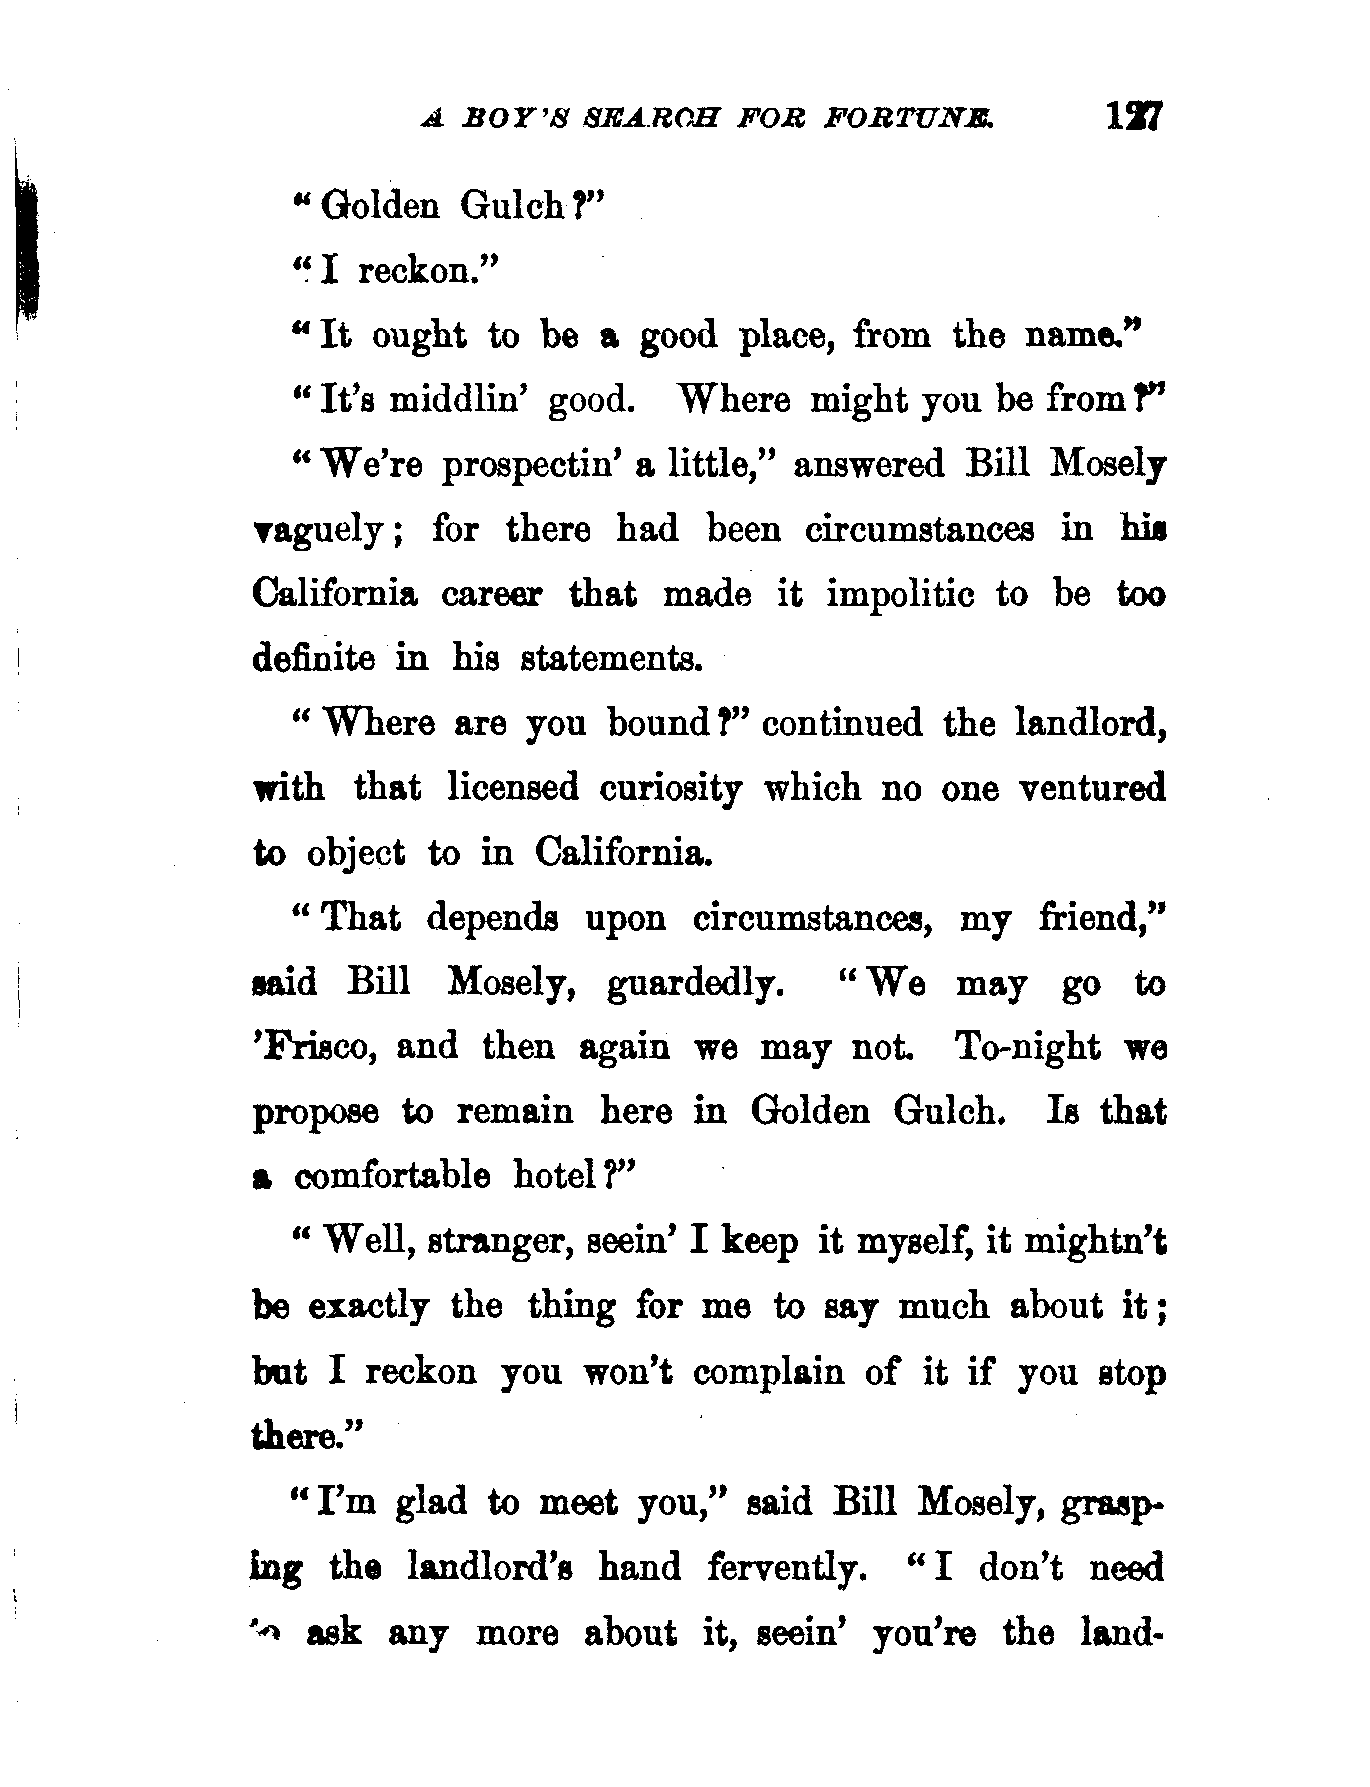 A BOY'S SEARCH FOR FORTUNE. 127
“Golden Gulch?”
“I reckon.”
“It ought to be a good place, from the name.”
“It's middlin' good. Where might you be from?”
“We're prospectin' a little,” answered Bill Mosely
vaguely; for there had been circumstances in his
California career that made it impolitic to be too
definite in his statements.
“Where are you bound?” continued the landlord,
with that licensed curiosity which no one ventured
to object to in California.
“That depends upon circumstances, my friend,”
said Bill Mosely, guardedly. “We may go to
'Frisco, and then again we may not. To-night we
propose to remain here in Golden Gulch. Is that
a comfortable hotel?”
“Well, stranger, seein' I keep it myself, it mightn't
be exactly the thing for me to say much about it;
but I reckon you won't complain of it if you stop
there.”
“I'm glad to meet you,” said Bill Mosely, grasp-
ing the landlord's hand fervently. “I don't need
to ask any more about it, seein' you're the land-